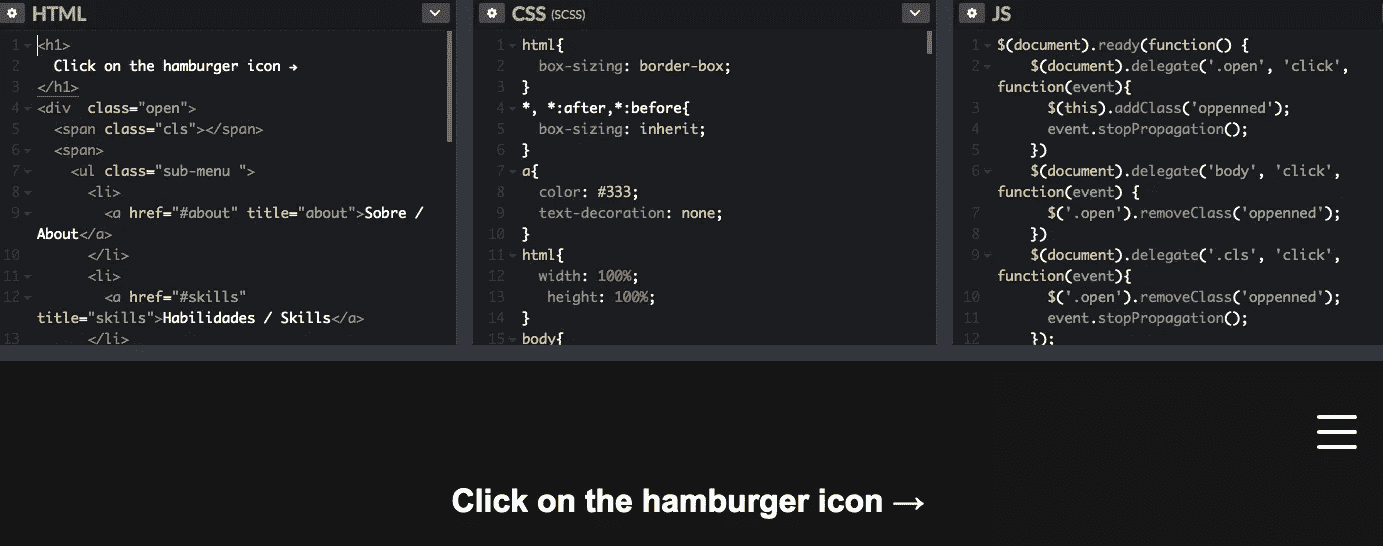 HTML
1 <h1>
2 Click on the hamburger icon →
3 </h1>
4 <div  class="open">
5 <span class="cls"></span>
6 <span>
7 <ul class="sub-menu ">
8 <li>
9 <a href="#about" title="about">Sobre /
About</a>
10 </li>
11 <li>
12 <a href="#skills"
title="skills">Habilidades / Skills</a>
13 </li>
CSS (SCSS)
1 html{
2 box-sizing: border-box;
3 }
4 *, *:after,*:before{
5 box-sizing: inherit;
6 }
7 a{
8 color: #333;
9 text-decoration: none;
10 }
11 html{
12 width: 100%;
13 height: 100%;
14 }
15 body{
JS
1 $(document).ready(function() {
2 $(document).delegate('.open', 'click',
function(event){
3 $(this).addClass('oppenned');
4 event.stopPropagation();
5 })
6 $(document).delegate('body', 'click',
function(event) {
7 $('.open').removeClass('oppenned');
8 })
9 $(document).delegate('.cls', 'click',
function(event){
10 $('.open').removeClass('oppenned');
11 event.stopPropagation();
12 });
Click on the hamburger icon →